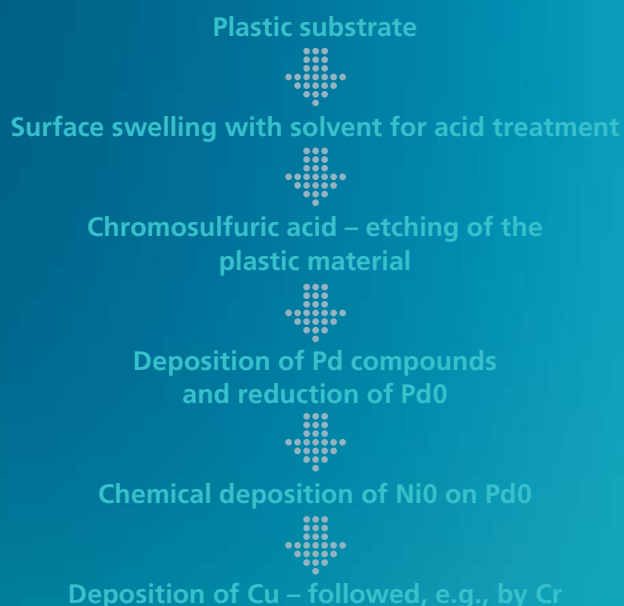 Plastic substrate
Surface swelling with solvent for acid treatment
Chromosulfuric acid – etching of the
plastic material
Deposition of Pd compounds
and reduction of Pd0
Chemical deposition of Ni0 on Pd0
Deposition of Cu – followed, e.g., by Cr